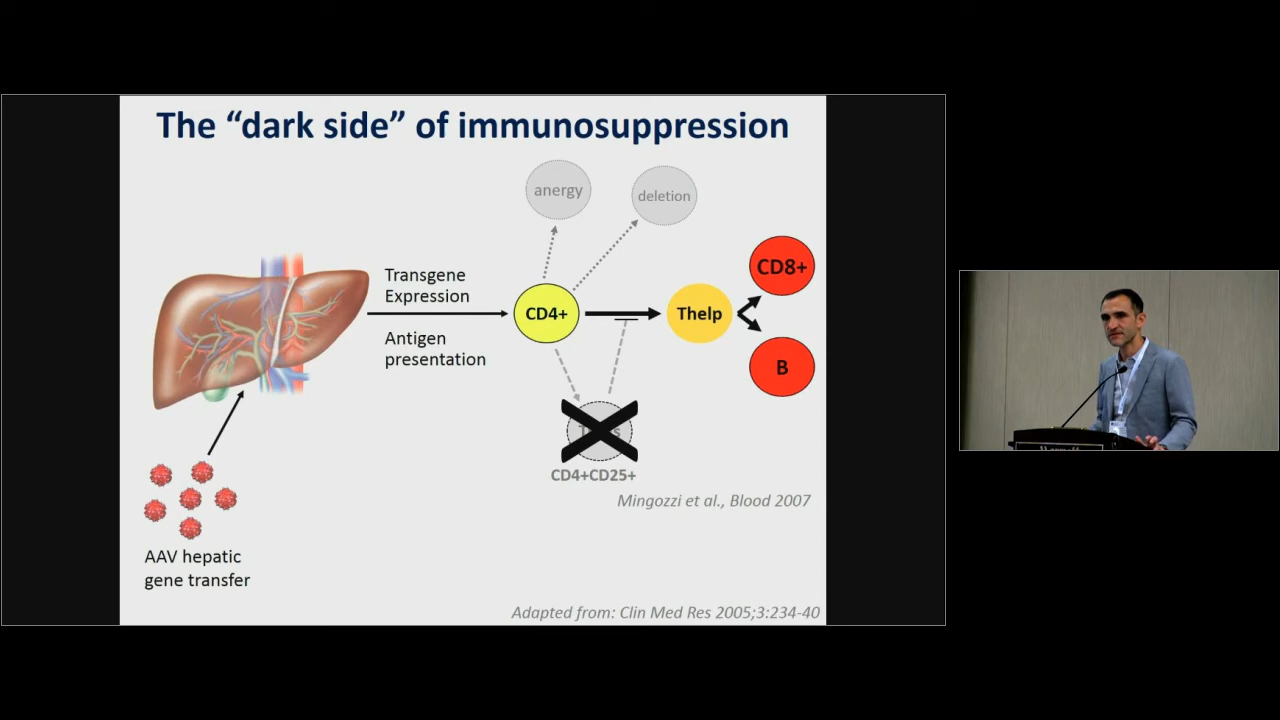 The “dark side” of immunosuppression
anergy
deletion
Transgene
Expression
Antigen
presentation
CD4+
Thelp
CD8+
B
CD4+CD25+
Mingozzi et al., Blood 2007
AAV hepatic
gene transfer
Adapted from: Clin Med Res 2005;3:234-40